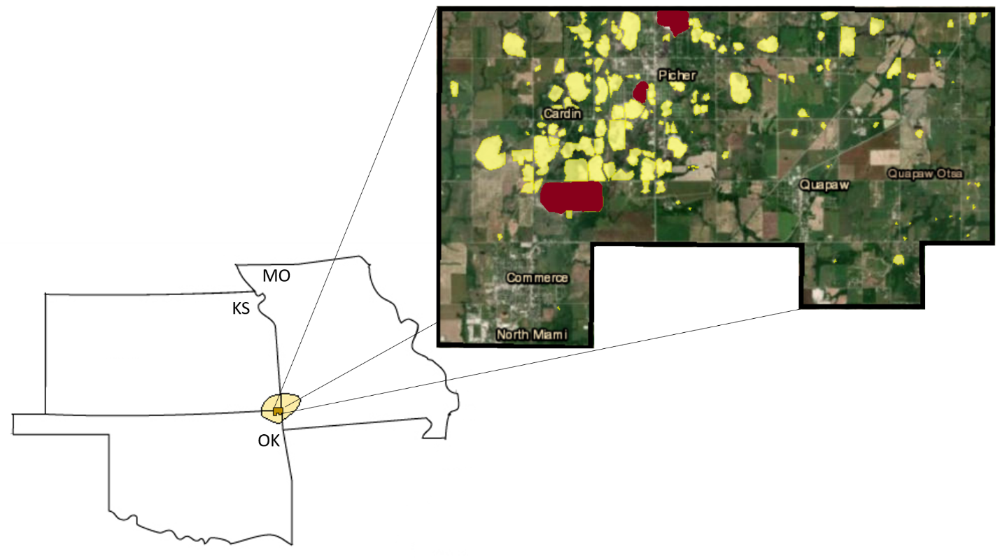 Picher
Cardin
Quapaw Otsa
Quapaw
MO
Commerce
KS
North Miami
OK